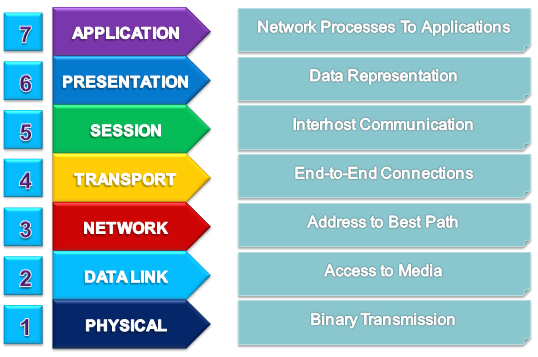 7 APPLICATION Network Processes To Applications
6 PRESENTATION Data Representation
5 SESSION Interhost Communication
4 TRANSPORT End-to-End Connections
3 NETWORK Address to Best Path
2 DATA LINK Access to Media
1 PHYSICAL Binary Transmission